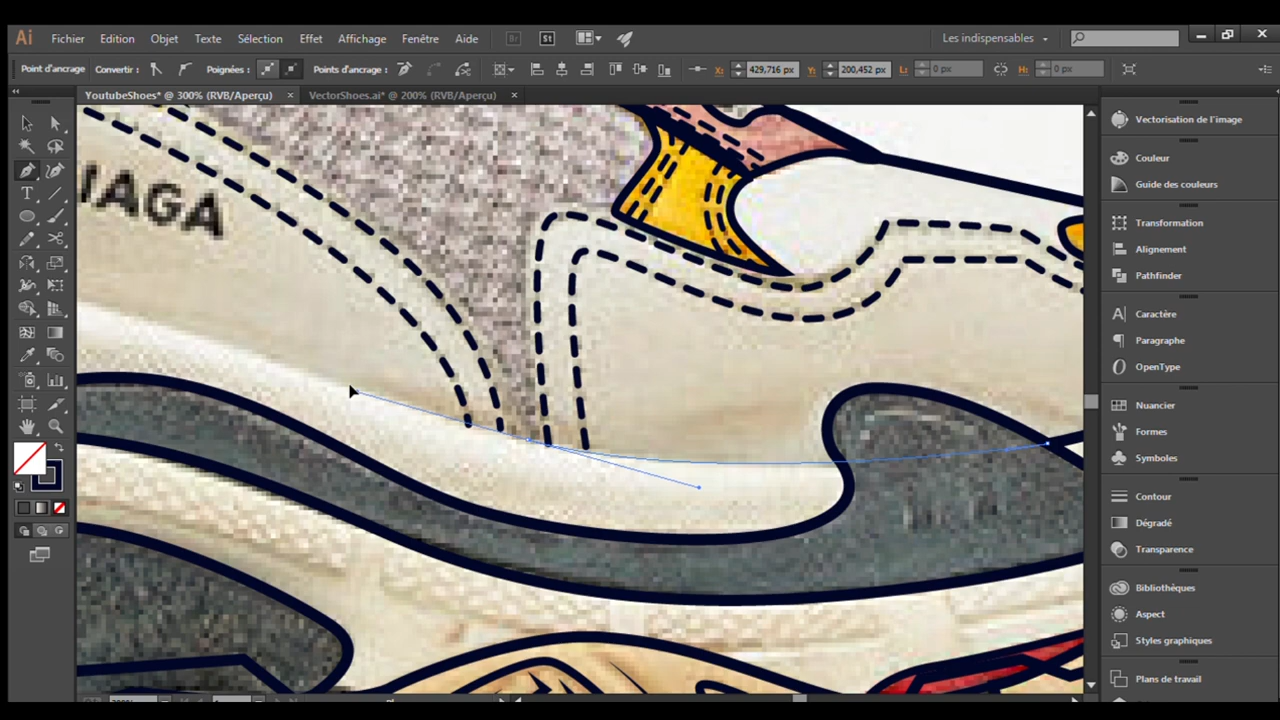 Ai Fichier Edition Objet Texte Sélection Effet Affichage Fenêtre Aide Br St Les indispensables
Point d'ancrage Convertir : Poignées : Points d'ancrage : X: 429,716 px Y: 200,452 px L: 0 px H: 0 px
YoutubeShoes* @ 300% (RVB/Aperçu) × VectorShoes.ai* @ 200% (RVB/Aperçu) ×
IAGA
Vectorisation de l'image
Couleur
Guide des couleurs
Transformation
Alignement
Pathfinder
Caractère
Paragraphe
OpenType
Nuancier
Formes
Symboles
Contour
Dégradé
Transparence
Bibliothèques
Aspect
Styles graphiques
Plans de travail